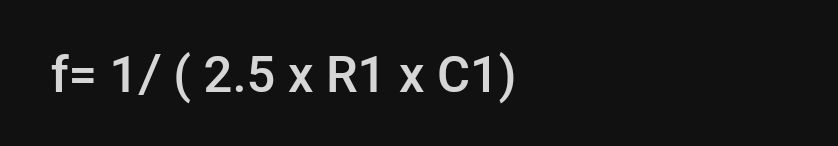 f= 1/ ( 2.5 x R1 x C1)